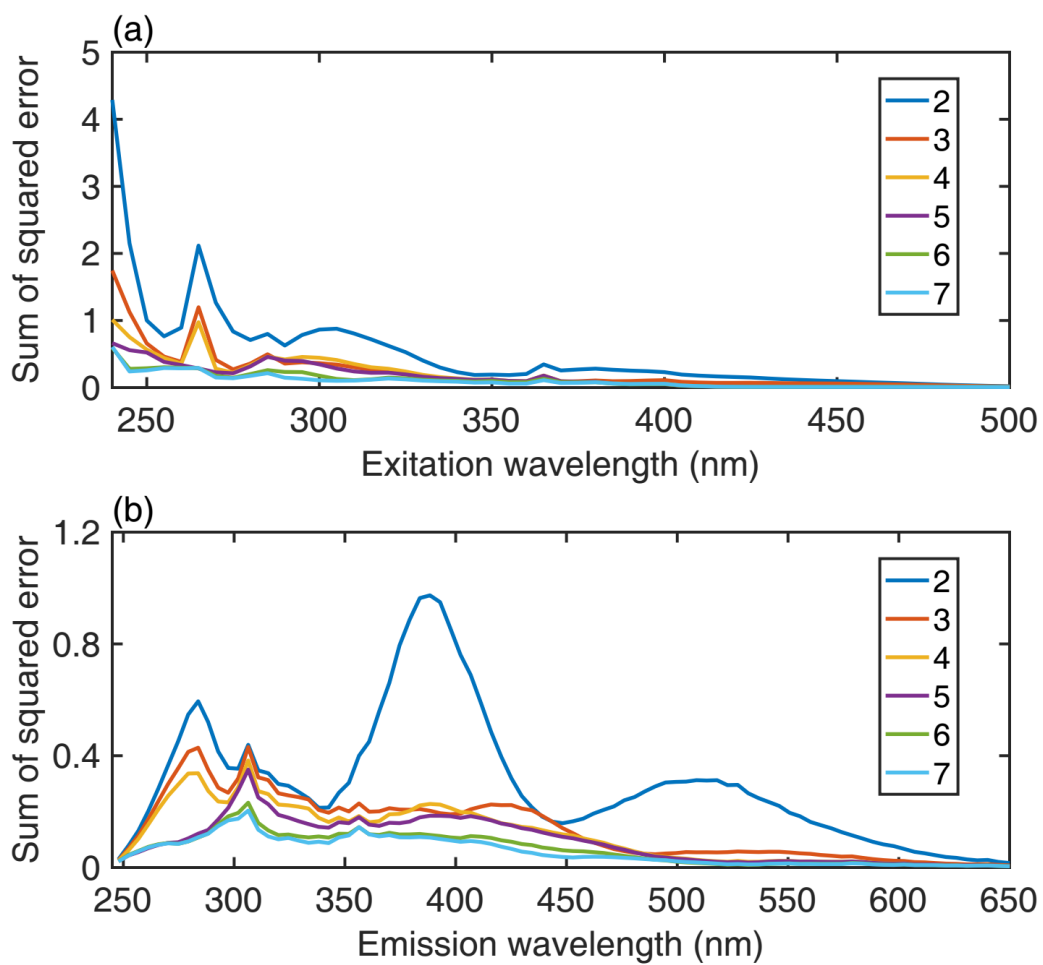 (a)
5
4
3
2
1
0
Sum of squared error
2
3
4
5
6
7
250 300 350 400 450 500
Exitation wavelength (nm)
(b)
1.2
0.8
0.4
0
Sum of squared error
2
3
4
5
6
7
250 300 350 400 450 500 550 600 650
Emission wavelength (nm)